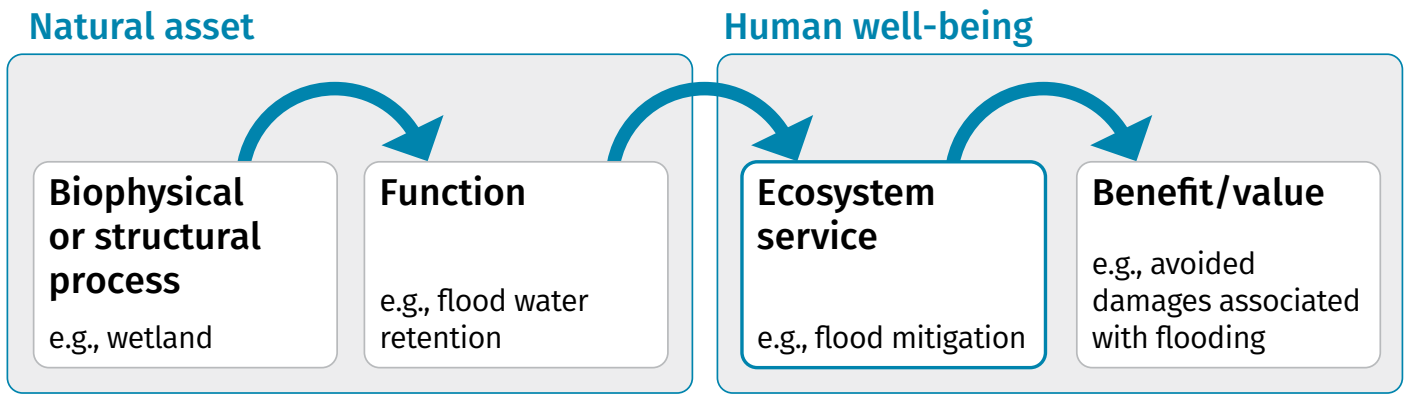 Natural asset
Biophysical
or structural
process
e.g., wetland
Function
e.g., flood water
retention
Human well-being
Ecosystem
service
e.g., flood mitigation
Benefit/value
e.g., avoided
damages associated
with flooding